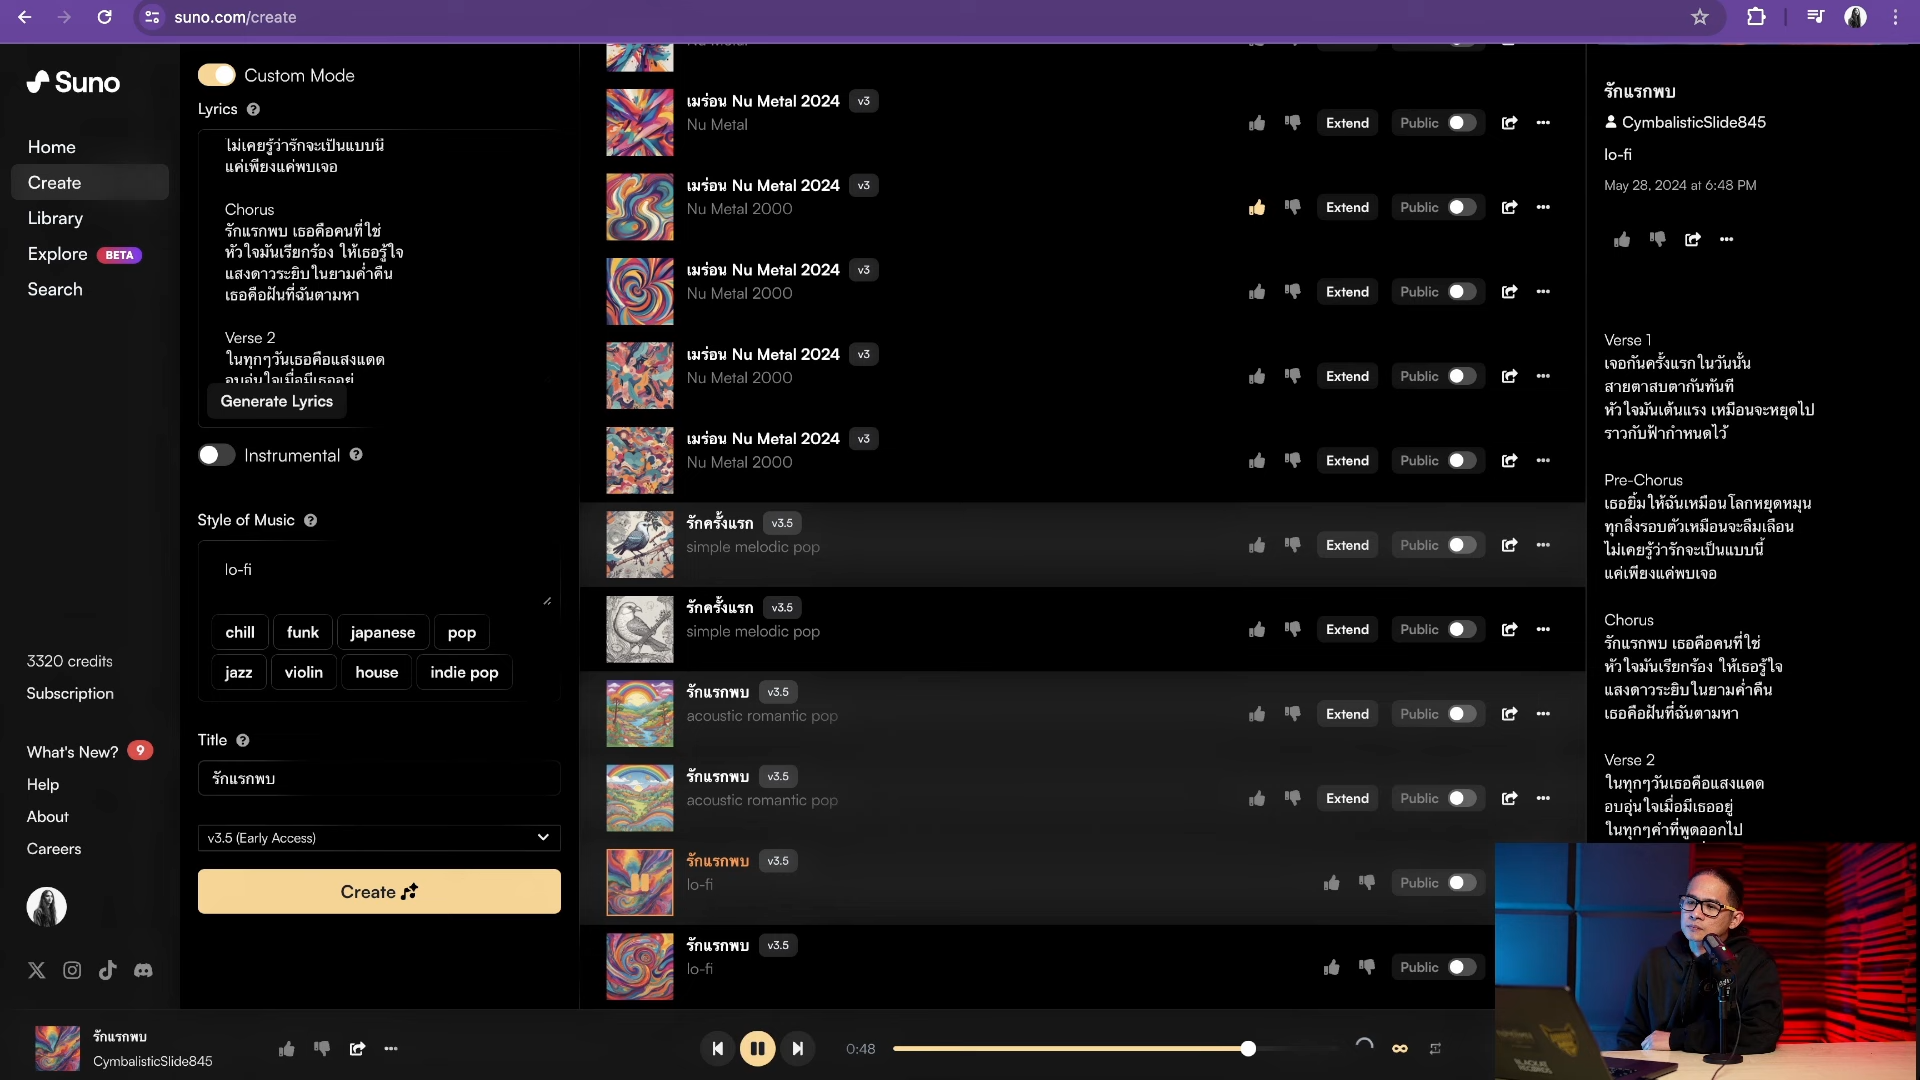 suno.com/create
Suno
Home
Create
Library
Explore BETA
Search
3320 credits
Subscription
What's New? 9
Help
About
Careers
Custom Mode
Lyrics
ไม่เคยรู้ว่ารักจะเป็นแบบนี้
แค่เพียงแค่พบเจอ
Chorus
รักแรกพบ เธอคือคนที่ใช่
หัวใจมันเรียกร้อง ให้เธอรู้ใจ
แสงดาวระยิบในยามค่ำคืน
เธอคือฝันที่ฉันตามหา
Verse 2
ในทุกๆวันเธอคือแสงแดด
อบอุ่นใจเมื่อมีเธออยู่
Generate Lyrics
Instrumental
Style of Music
lo-fi
chill funk japanese pop
jazz violin house indie pop
Title
รักแรกพบ
v3.5 (Early Access)
Create
Nu Metal
เมร่อน Nu Metal 2024 v3
Nu Metal
Extend Public
เมร่อน Nu Metal 2024 v3
Nu Metal 2000
Extend Public
เมร่อน Nu Metal 2024 v3
Nu Metal 2000
Extend Public
เมร่อน Nu Metal 2024 v3
Nu Metal 2000
Extend Public
เมร่อน Nu Metal 2024 v3
Nu Metal 2000
Extend Public
รักครั้งแรก v3.5
simple melodic pop
Extend Public
รักครั้งแรก v3.5
simple melodic pop
Extend Public
รักแรกพบ v3.5
acoustic romantic pop
Extend Public
รักแรกพบ v3.5
acoustic romantic pop
Extend Public
รักแรกพบ v3.5
lo-fi
Public
รักแรกพบ v3.5
lo-fi
Public
รักแรกพบ
CymbalisticSlide845
lo-fi
May 28, 2024 at 6:48 PM
Verse 1
เจอกันครั้งแรกในวันนั้น
สายตาสบตากันทันที
หัวใจมันเต้นแรง เหมือนจะหยุดไป
ราวกับฟ้ากำหนดไว้
Pre-Chorus
เธอยิ้มให้ฉันเหมือนโลกหยุดหมุน
ทุกสิ่งรอบตัวเหมือนจะลืมเลือน
ไม่เคยรู้ว่ารักจะเป็นแบบนี้
แค่เพียงแค่พบเจอ
Chorus
รักแรกพบ เธอคือคนที่ใช่
หัวใจมันเรียกร้อง ให้เธอรู้ใจ
แสงดาวระยิบในยามค่ำคืน
เธอคือฝันที่ฉันตามหา
Verse 2
ในทุกๆวันเธอคือแสงแดด
อบอุ่นใจเมื่อมีเธออยู่
ในทุกๆคำที่พูดออกไป
รักแรกพบ
CymbalisticSlide845
0:48